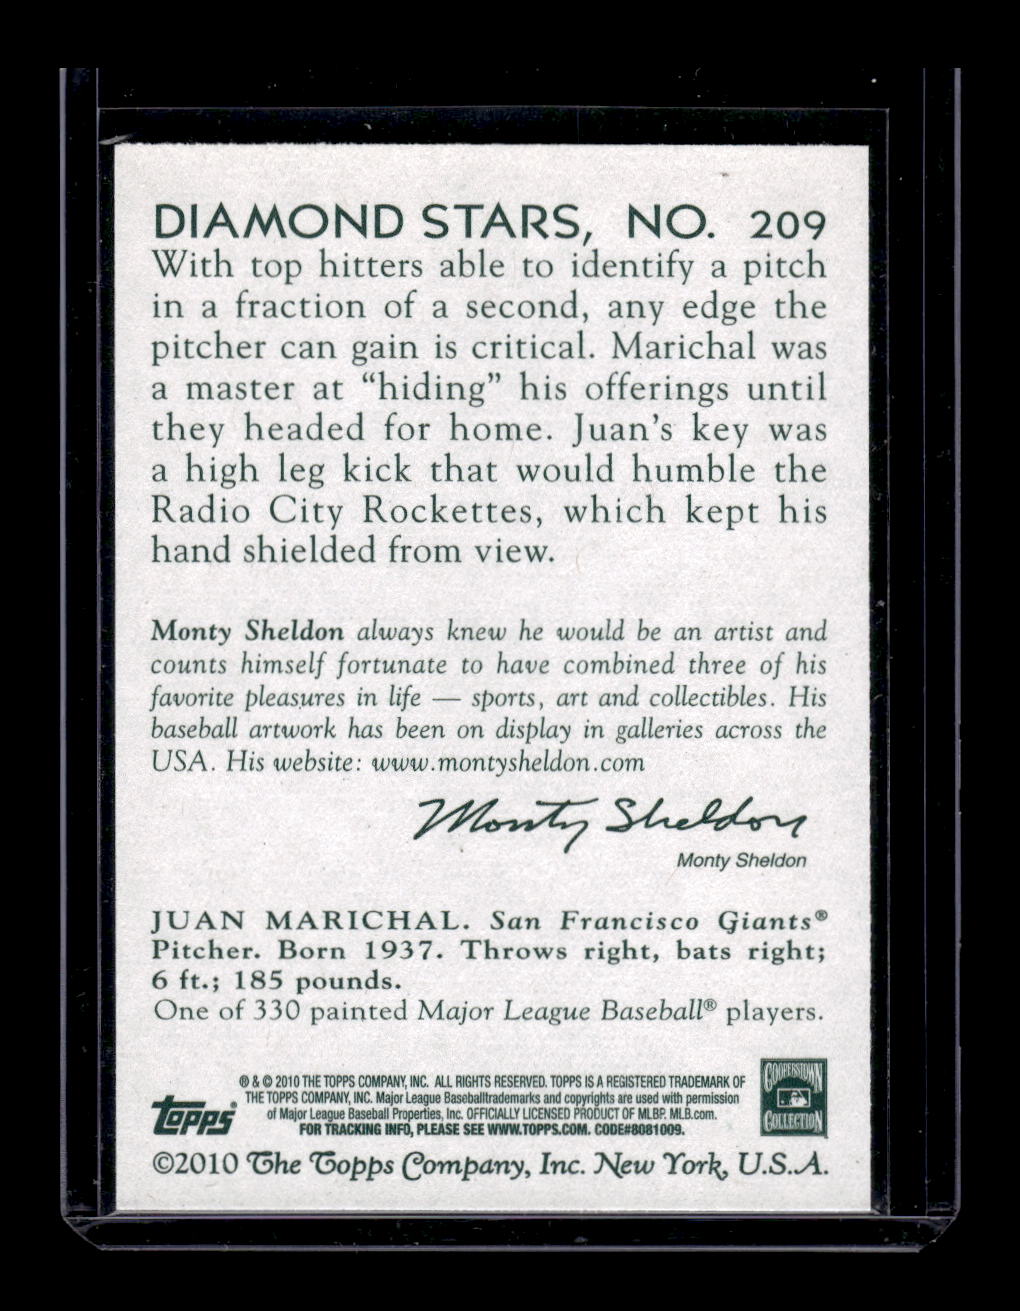 DIAMOND STARS, NO. 209
With top hitters able to identify a pitch
in a fraction of a second, any edge the
pitcher can gain is critical. Marichal was
a master at “hiding” his offerings until
they headed for home. Juan’s key was
a high leg kick that would humble the
Radio City Rockettes, which kept his
hand shielded from view.
Monty Sheldon always knew he would be an artist and
counts himself fortunate to have combined three of his
favorite pleasures in life — sports, art and collectibles. His
baseball artwork has been on display in galleries across the
USA. His website: www.montysheldon.com
Monty Sheldon
Monty Sheldon
JUAN MARICHAL. San Francisco Giants®
Pitcher. Born 1937. Throws right, bats right;
6 ft.; 185 pounds.
One of 330 painted Major League Baseball® players.
® & © 2010 THE TOPPS COMPANY, INC. ALL RIGHTS RESERVED. TOPPS IS A REGISTERED TRADEMARK OF
THE TOPPS COMPANY, INC. Major League Baseballtrademarks and copyrights are used with permission
of Major League Baseball Properties, Inc. OFFICIALLY LICENSED PRODUCT OF MLBP. MLB.com.
FOR TRACKING INFO, PLEASE SEE WWW.TOPPS.COM. CODE#8081009.
topps®
COOPERSTOWN
COLLECTION
©2010 The Topps Company, Inc. New York, U.S.A.